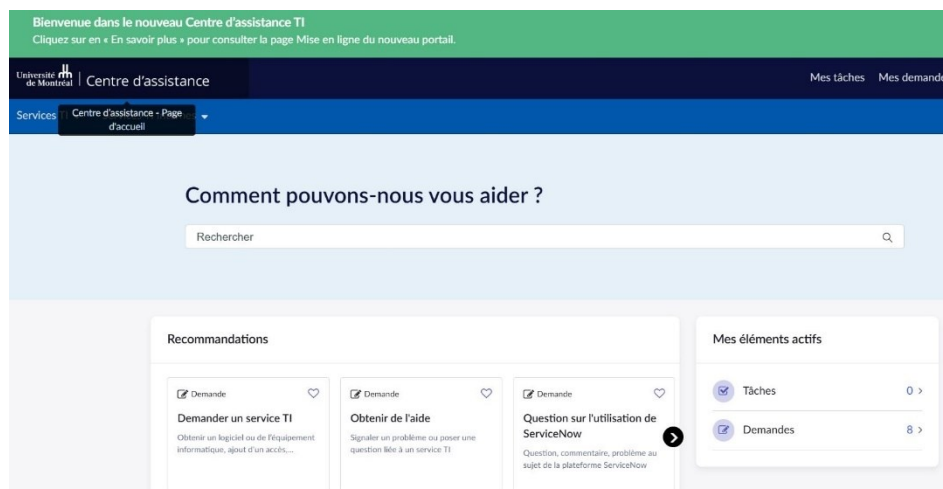 Bienvenue dans le nouveau Centre d'assistance TI
Cliquez sur en « En savoir plus » pour consulter la page Mise en ligne du nouveau portail.
Université de Montréal | Centre d'assistance
Mes tâches Mes demande
Services
Centre d'assistance - Page
d'accueil
Comment pouvons-nous vous aider ?
Rechercher
Recommandations
Demande
Demander un service TI
Obtenir un logiciel ou de l'équipement
informatique, ajout d'un accès,...
Demande
Obtenir de l'aide
Signaler un problème ou poser une
question liée à un service TI
Demande
Question sur l'utilisation de
ServiceNow
Question, commentaire, problème au
sujet de la plateforme ServiceNow
Mes éléments actifs
Tâches 0 >
Demandes 8 >